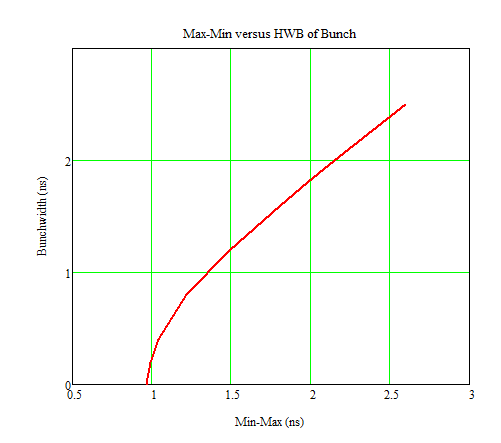 Max-Min versus HWB of Bunch
Bunchwidth (ns)
2
1
0
0.5 1 1.5 2 2.5 3
Min-Max (ns)